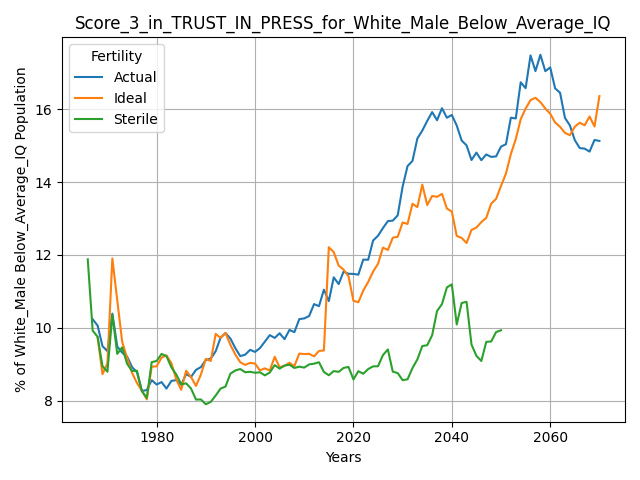 Score_3_in_TRUST_IN_PRESS_for_White_Male_Below_Average_IQ
Fertility
Actual
Ideal
Sterile
% of White_Male Below_Average_IQ Population
16
14
12
10
8
1980
2000
2020
2040
2060
Years